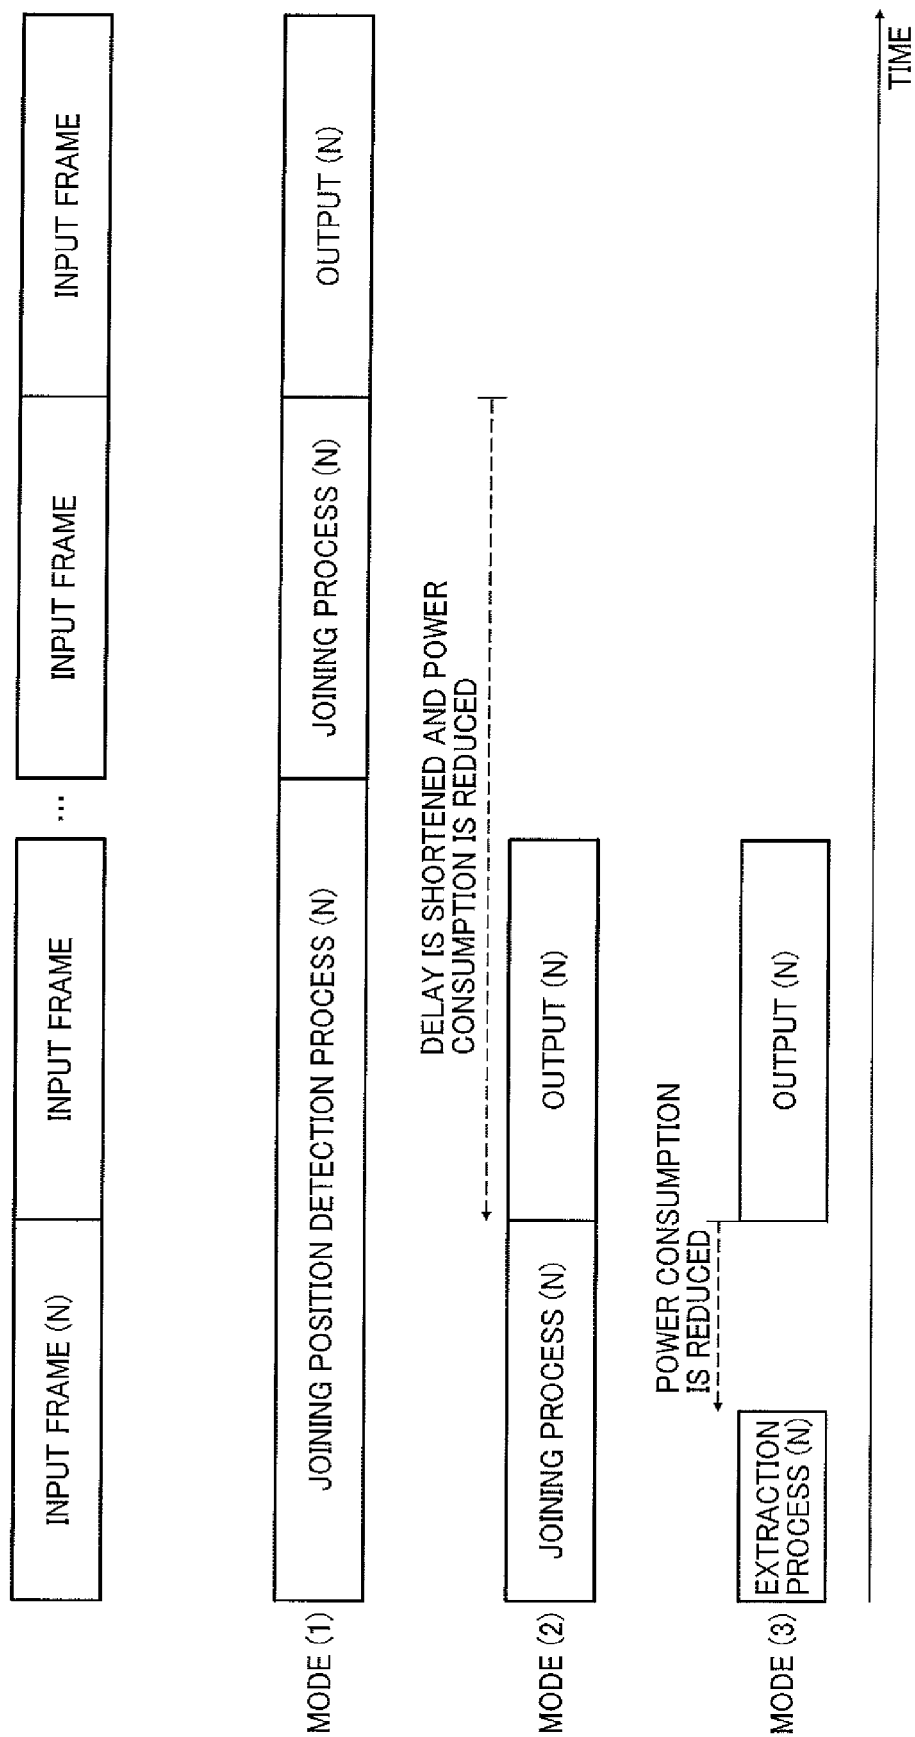 INPUT FRAME (N)
INPUT FRAME
...
INPUT FRAME
INPUT FRAME
MODE (1)
JOINING POSITION DETECTION PROCESS (N)
JOINING PROCESS (N)
OUTPUT (N)
DELAY IS SHORTENED AND POWER
CONSUMPTION IS REDUCED
MODE (2)
JOINING PROCESS (N)
OUTPUT (N)
POWER CONSUMPTION
IS REDUCED
MODE (3)
EXTRACTION
PROCESS (N)
OUTPUT (N)
TIME